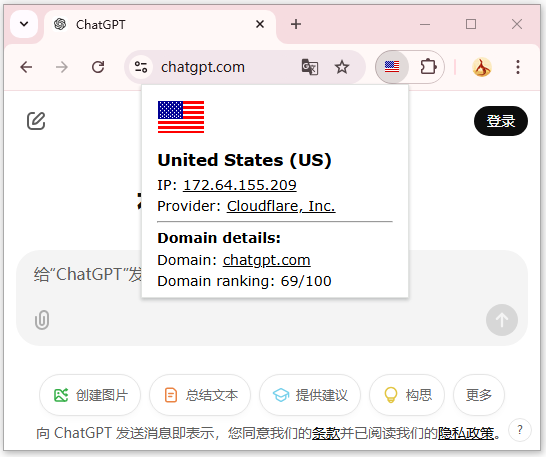 ChatGPT
chatgpt.com
登录
United States (US)
IP: 172.64.155.209
Provider: Cloudflare, Inc.
Domain details:
Domain: chatgpt.com
Domain ranking: 69/100
给“ChatGPT”发
创建图片
总结文本
提供建议
构思
更多
向 ChatGPT 发送消息即表示，您同意我们的条款并已阅读我们的隐私政策。
?